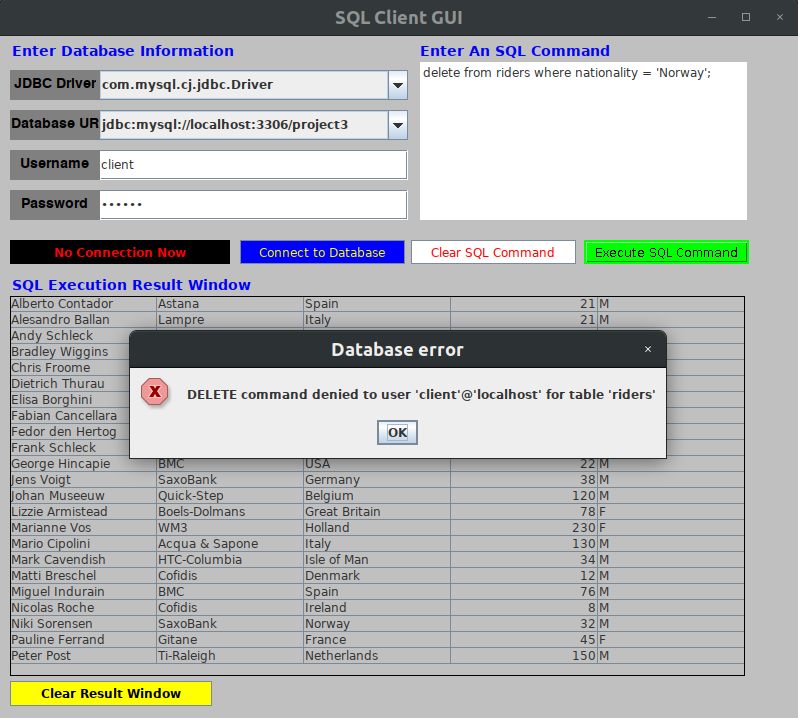 SQL Client GUI
Enter Database Information
Enter An SQL Command
JDBC Driver com.mysql.cj.jdbc.Driver
delete from riders where nationality = 'Norway';
Database UR jdbc:mysql://localhost:3306/project3
Username client
Password ••••••
No Connection Now Connect to Database Clear SQL Command Execute SQL Command
SQL Execution Result Window
Alberto Contador Astana Spain 21 M
Alesandro Ballan Lampre Italy 21 M
Andy Schleck
Bradley Wiggins
Chris Froome
Dietrich Thurau
Elisa Borghini
Fabian Cancellara
Fedor den Hertog
Frank Schleck
Database error
×
X
DELETE command denied to user 'client'@'localhost' for table 'riders'
OK
George Hincapie BMC USA 22 M
Jens Voigt SaxoBank Germany 38 M
Johan Museeuw Quick-Step Belgium 120 M
Lizzie Armistead Boels-Dolmans Great Britain 78 F
Marianne Vos WM3 Holland 230 F
Mario Cipolini Acqua & Sapone Italy 130 M
Mark Cavendish HTC-Columbia Isle of Man 34 M
Matti Breschel Cofidis Denmark 12 M
Miguel Indurain BMC Spain 76 M
Nicolas Roche Cofidis Ireland 8 M
Niki Sorensen SaxoBank Norway 32 M
Pauline Ferrand Gitane France 45 F
Peter Post Ti-Raleigh Netherlands 150 M
Clear Result Window